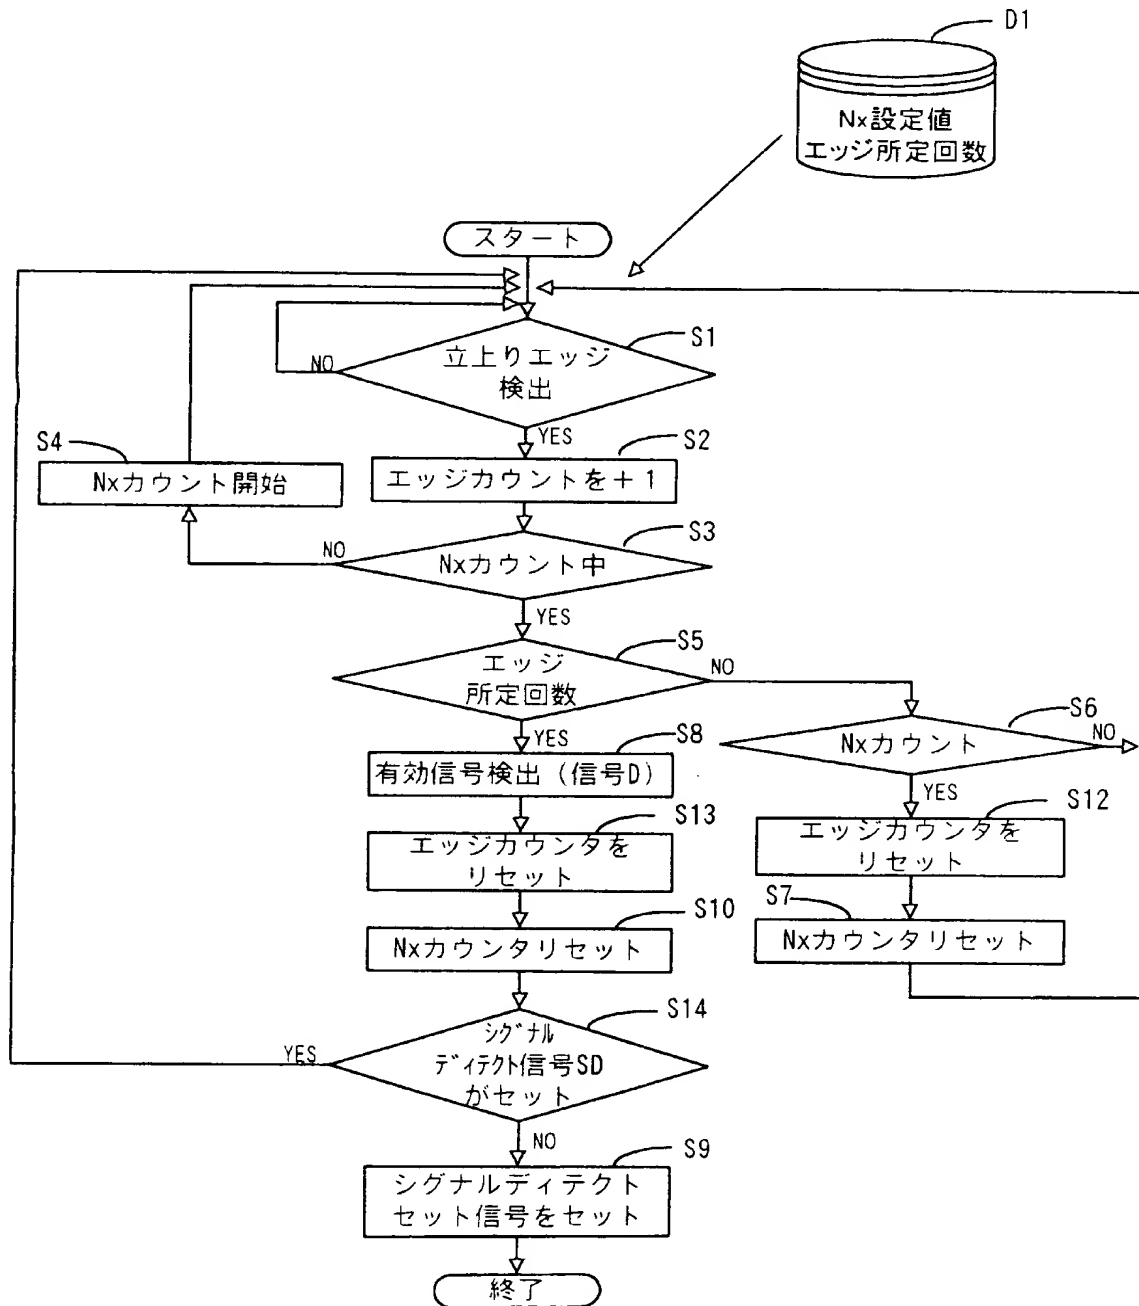 D1
Nx設定値
エッジ所定回数
スタート
S1
立上りエッジ
検出
NO
YES
S2
エッジカウントを+1
S4
Nxカウント開始
S3
Nxカウント中
NO
YES
S5
エッジ
所定回数
NO
YES
S6
Nxカウント
NO
YES
S8
有効信号検出(信号D)
S12
エッジカウンタを
リセット
S13
エッジカウンタを
リセット
S7
Nxカウンタリセット
S10
Nxカウンタリセット
S14
シグナル
ディテクト信号SD
がセット
YES
NO
S9
シグナルディテクト
セット信号をセット
終了